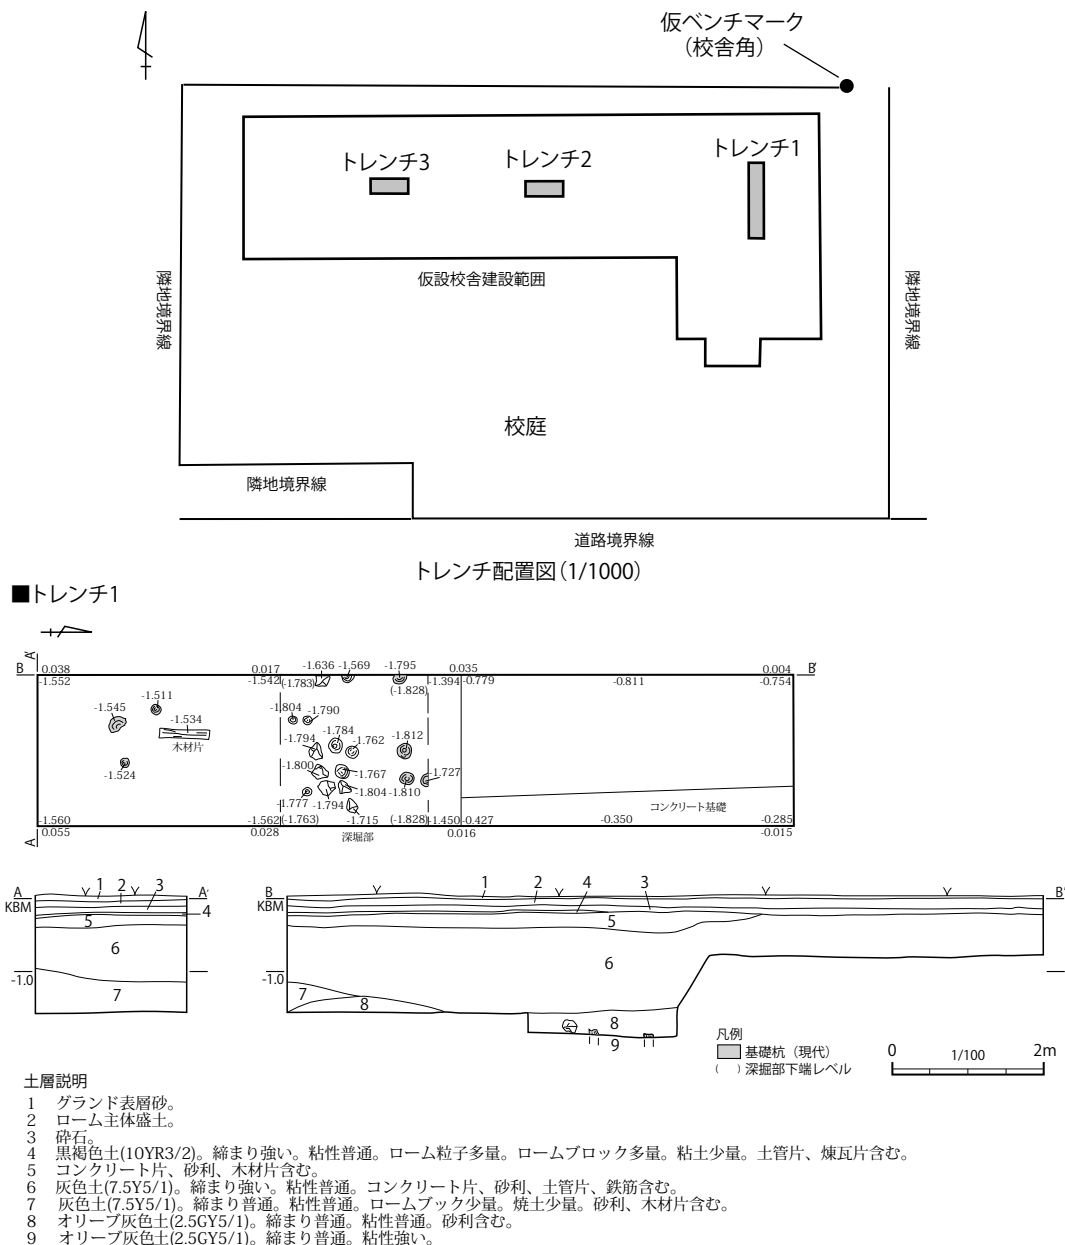 仮ベンチマーク
（校舎角）
トレンチ3
トレンチ2
トレンチ1
仮設校舎建設範囲
隣地境界線
隣地境界線
校庭
隣地境界線
道路境界線
トレンチ配置図（1/1000）
■トレンチ1
A'
B
B'
0.038
0.017
-1.636
-1.569
-1.795
0.035
0.004
-1.552
-1.542
(-1.783)
(-1.828)
-1.394
-0.779
-0.811
-0.754
-1.545
-1.511
-1.534
木材片
-1.524
-1.804
-1.790
-1.794
-1.784
-1.762
-1.812
-1.800
-1.767
-1.727
-1.777
-1.794
-1.804
-1.810
コンクリート基礎
-1.560
-1.562
(-1.763)
-1.715
(-1.828)
-1.450
-0.427
-0.350
-0.285
A
0.055
0.028
深堀部
0.016
-0.015
A
KBM
1
2
3
A'
4
5
6
7
-1.0
B
KBM
1
2
4
3
B'
5
6
7
8
8
9
-1.0
凡例
基礎杭（現代）
（ ）深掘部下端レベル
0
1/100
2m
土層説明
1 グランド表層砂。
2 ローム主体盛土。
3 砕石。
4 黒褐色土(10YR3/2)。締まり強い。粘性普通。ローム粒子多量。ロームブロック多量。粘土少量。土管片、煉瓦片含む。
5 コンクリート片、砂利、木材片含む。
6 灰色土(7.5Y5/1)。締まり強い。粘性普通。コンクリート片、砂利、土管片、鉄筋含む。
7 灰色土(7.5Y5/1)。締まり普通。粘性普通。ロームブック少量。焼土少量。砂利、木材片含む。
8 オリーブ灰色土(2.5GY5/1)。締まり普通。粘性普通。砂利含む。
9 オリーブ灰色土(2.5GY5/1)。締まり普通。粘性強い。